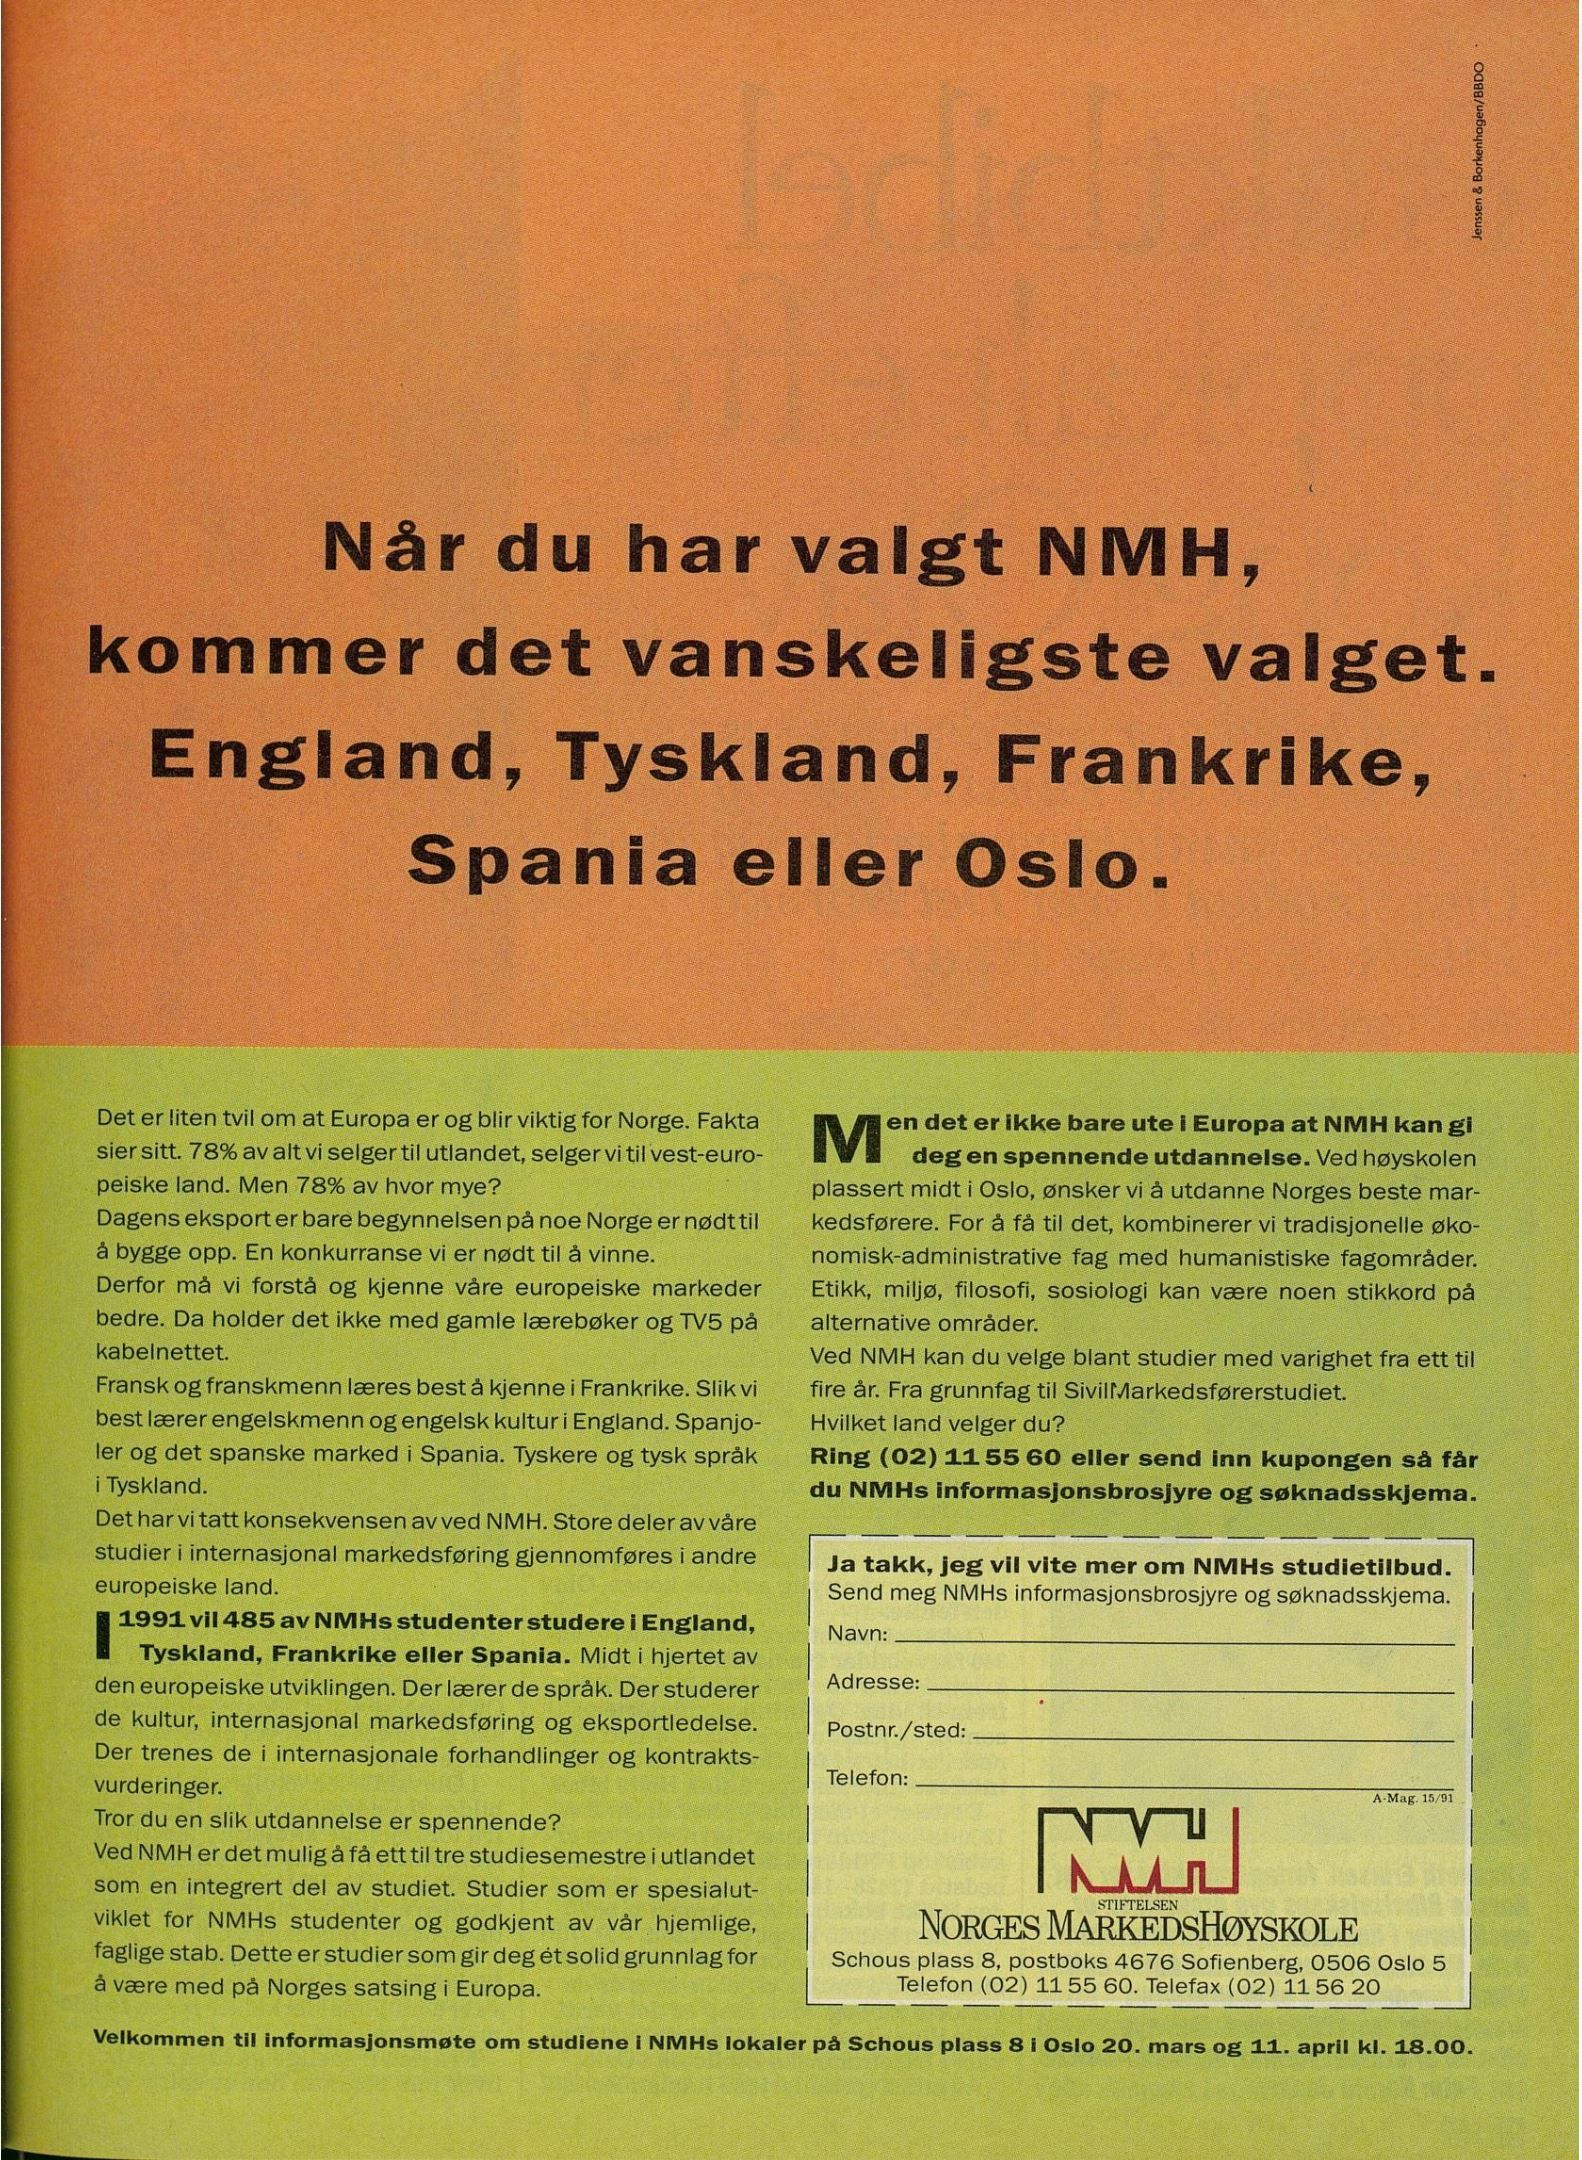 Jenssen & Borkenhagen/BBDO
Når du har valgt NMH,
kommer det vanskeligste valget.
England, Tyskland, Frankrike,
Spania eller Oslo.
Det er liten tvil om at Europa er og blir viktig for Norge. Fakta
sier sitt. 78% av alt vi selger til utlandet, selger vi til vest-euro-
peiske land. Men 78% av hvor mye?
Dagens eksport er bare begynnelsen på noe Norge er nødt til
å bygge opp. En konkurranse vi er nødt til å vinne.
Derfor må vi forstå og kjenne våre europeiske markeder
bedre. Da holder det ikke med gamle lærebøker og TV5 på
kabelnettet.
Fransk og franskmenn læres best å kjenne i Frankrike. Slik vi
best lærer engelskmenn og engelsk kultur i England. Spanjo-
ler og det spanske marked i Spania. Tyskere og tysk språk
i Tyskland.
Det har vi tatt konsekvensen av ved NMH. Store deler av våre
studier i internasjonal markedsføring gjennomføres i andre
europeiske land.
I 1991 vil 485 av NMHs studenter studere i England,
Tyskland, Frankrike eller Spania. Midt i hjertet av
den europeiske utviklingen. Der lærer de språk. Der studerer
de kultur, internasjonal markedsføring og eksportledelse.
Der trenes de i internasjonale forhandlinger og kontrakts-
vurderinger.
Tror du en slik utdannelse er spennende?
Ved NMH er det mulig å få ett til tre studiesemestre i utlandet
som en integrert del av studiet. Studier som er spesialut-
viklet for NMHs studenter og godkjent av vår hjemlige,
faglige stab. Dette er studier som gir deg ét solid grunnlag for
å være med på Norges satsing i Europa.
Men det er ikke bare ute i Europa at NMH kan gi
deg en spennende utdannelse. Ved høyskolen
plassert midt i Oslo, ønsker vi å utdanne Norges beste mar-
kedsførere. For å få til det, kombinerer vi tradisjonelle øko-
nomisk-administrative fag med humanistiske fagområder.
Etikk, miljø, filosofi, sosiologi kan være noen stikkord på
alternative områder.
Ved NMH kan du velge blant studier med varighet fra ett til
fire år. Fra grunnfag til SivilMarkedsførerstudiet.
Hvilket land velger du?
Ring (02) 11 55 60 eller send inn kupongen så får
du NMHs informasjonsbrosjyre og søknadsskjema.
Ja takk, jeg vil vite mer om NMHs studietilbud.
Send meg NMHs informasjonsbrosjyre og søknadsskjema.
Navn:
Adresse:
Postnr./sted:
Telefon:
A-Mag. 15/91
NMH
STIFTELSEN
NORGES MARKEDSHØYSKOLE
Schous plass 8, postboks 4676 Sofienberg, 0506 Oslo 5
Telefon (02) 11 55 60. Telefax (02) 11 56 20
Velkommen til informasjonsmøte om studiene i NMHs lokaler på Schous plass 8 i Oslo 20. mars og 11. april kl. 18.00.